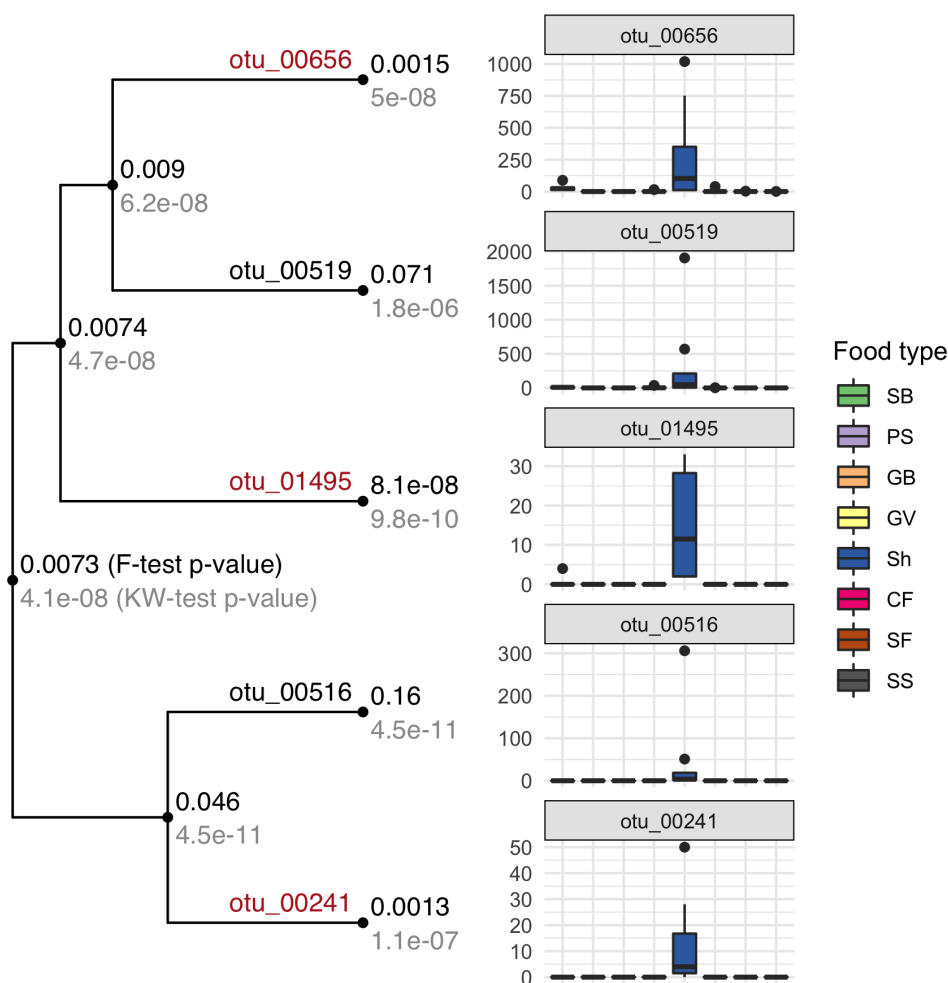 otu_00656
0.0015
5e-08
0.009
6.2e-08
otu_00519
0.071
1.8e-06
0.0074
4.7e-08
otu_01495
8.1e-08
9.8e-10
0.0073 (F-test p-value)
4.1e-08 (KW-test p-value)
otu_00516
0.16
4.5e-11
0.046
4.5e-11
otu_00241
0.0013
1.1e-07
otu_00656
1000
750
500
250
0
otu_00519
2000
1500
1000
500
0
otu_01495
30
20
10
0
otu_00516
300
200
100
0
otu_00241
50
40
30
20
10
0
Food type
SB
PS
GB
GV
Sh
CF
SF
SS